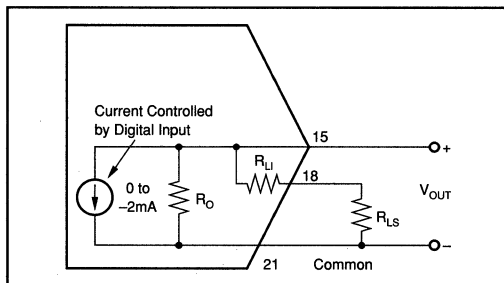 Current Controlled
by Digital Input
15
+
R_LI
18
0 to
–2mA
R_O
V_OUT
R_LS
–
21
Common